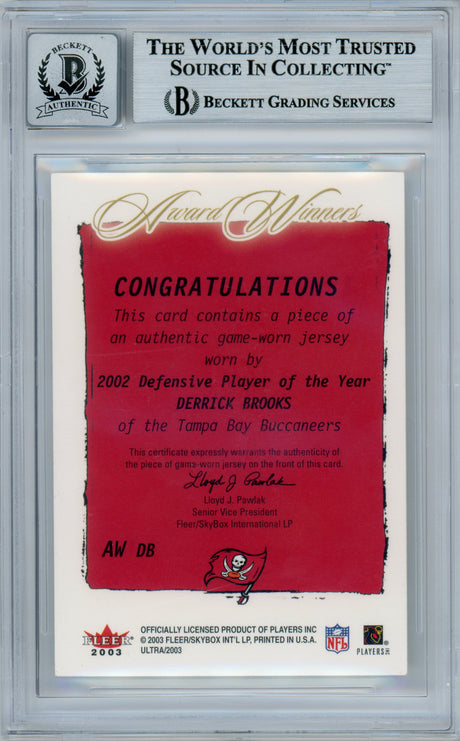 BECKETT
B
AUTHENTIC
THE WORLD'S MOST TRUSTED
SOURCE IN COLLECTING™
B BECKETT GRADING SERVICES
Award Winners
CONGRATULATIONS
This card contains a piece of
an authentic game-worn jersey
worn by
2002 Defensive Player of the Year
DERRICK BROOKS
of the Tampa Bay Buccaneers
This certificate expressly warrants the authenticity of
the piece of game-worn jersey on the front of this card.
Lloyd J Pawlak
Lloyd J. Pawlak
Senior Vice President
Fleer/SkyBox International LP
AW DB
FLEER
2003
OFFICIALLY LICENSED PRODUCT OF PLAYERS INC
© 2003 FLEER/SKYBOX INT'L LP, PRINTED IN U.S.A.
ULTRA/2003
NFL
PLAYERS